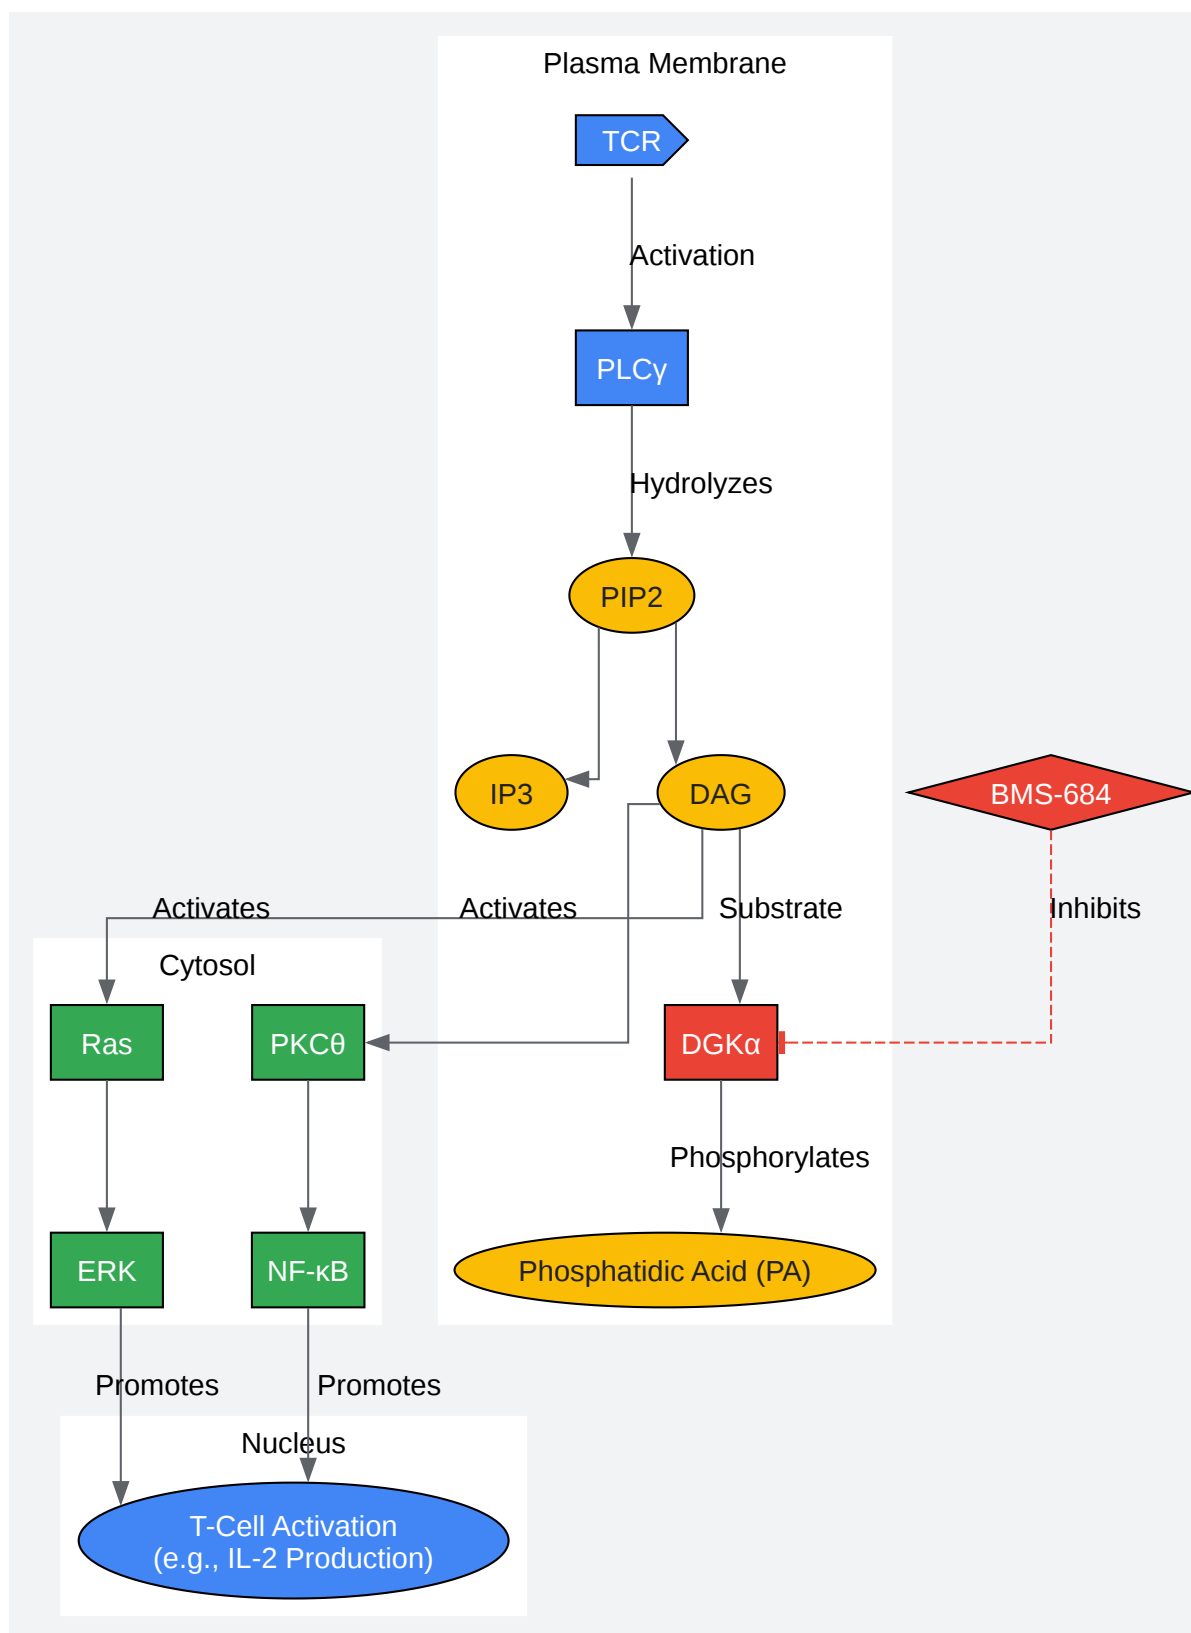 Plasma Membrane
TCR
Activation
PLCγ
Hydrolyzes
PIP2
IP3
DAG
BMS-684
Activates
Activates
Substrate
Inhibits
Cytosol
Ras
PKCθ
DGKα
Phosphorylates
ERK
NF-κB
Phosphatidic Acid (PA)
Promotes
Promotes
Nucleus
T-Cell Activation
(e.g., IL-2 Production)